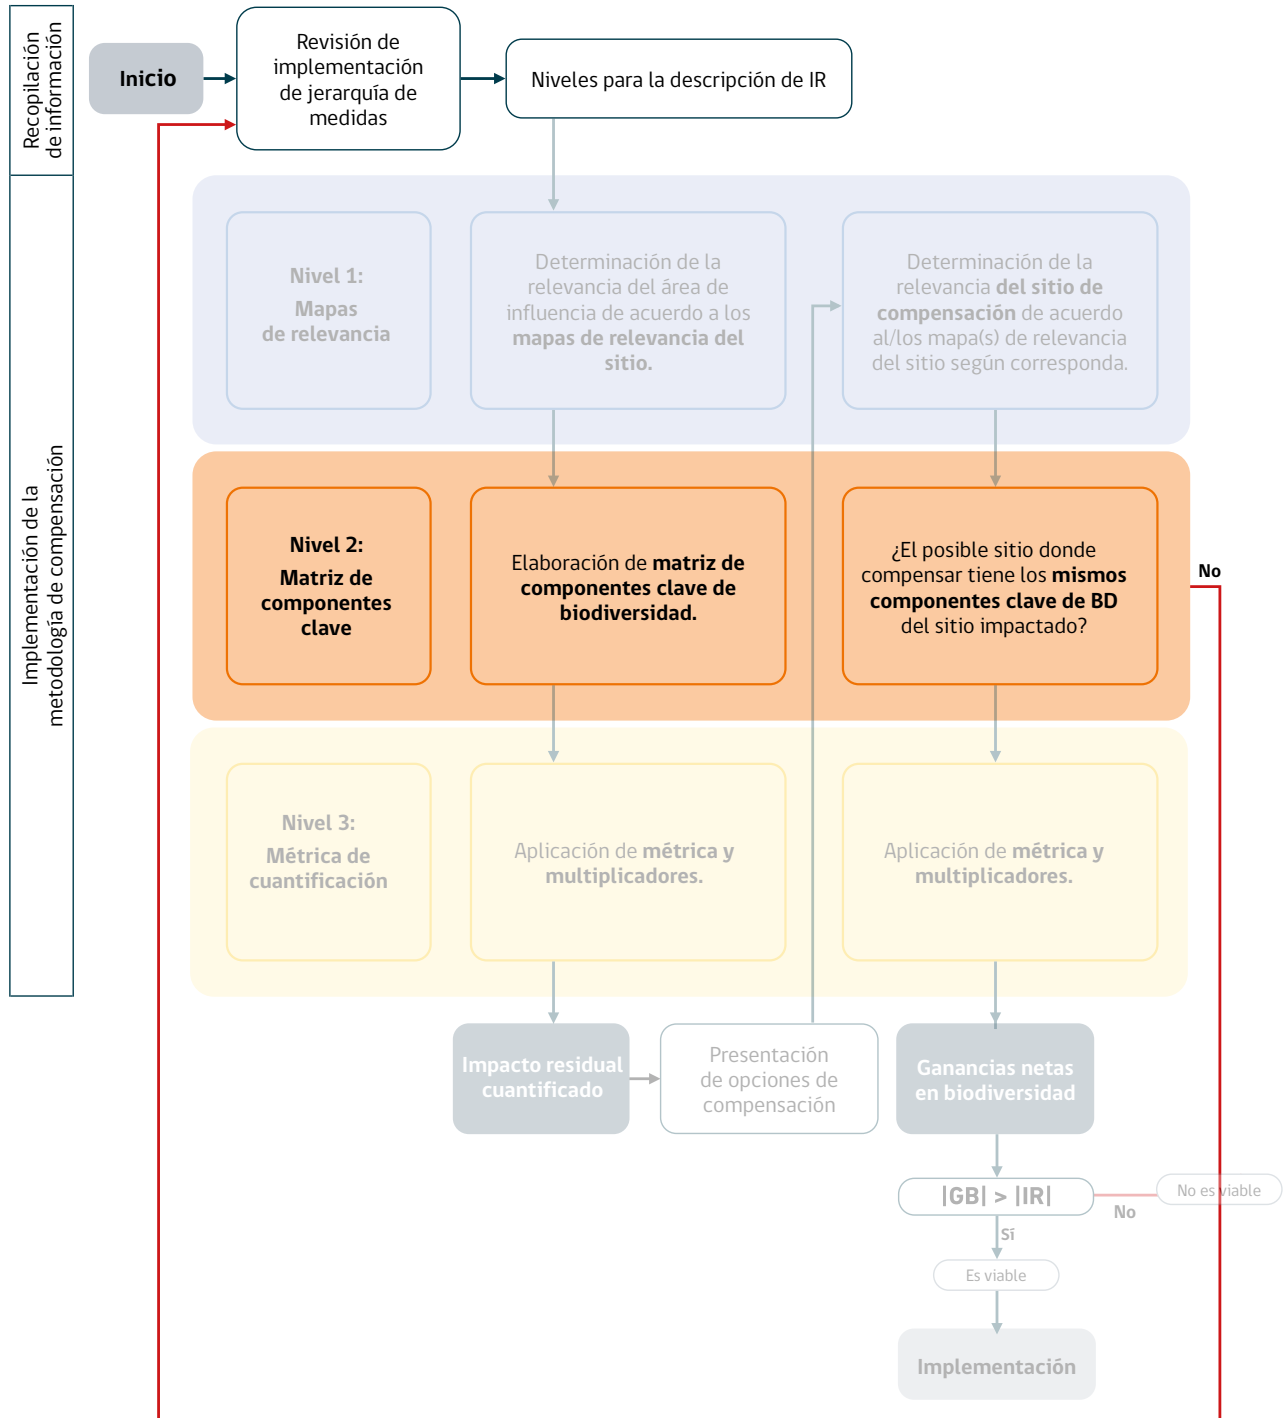 Recopilación
de información
Inicio
Revisión de
implementación
de jerarquía de
medidas
Niveles para la descripción de IR
Implementación de la
metodología de compensación
Nivel 1:
Mapas
de relevancia
Determinación de la
relevancia del área de
influencia de acuerdo a los
mapas de relevancia del
sitio.
Determinación de la
relevancia del sitio de
compensación de acuerdo
al/los mapa(s) de relevancia
del sitio según corresponda.
Nivel 2:
Matriz de
componentes
clave
Elaboración de matriz de
componentes clave de
biodiversidad.
¿El posible sitio donde
compensar tiene los mismos
componentes clave de BD
del sitio impactado?
No
Nivel 3:
Métrica de
cuantificación
Aplicación de métrica y
multiplicadores.
Aplicación de métrica y
multiplicadores.
Impacto residual
cuantificado
Presentación
de opciones de
compensación
Ganancias netas
en biodiversidad
|GB| > |IR|
No
No es viable
Sí
Es viable
Implementación